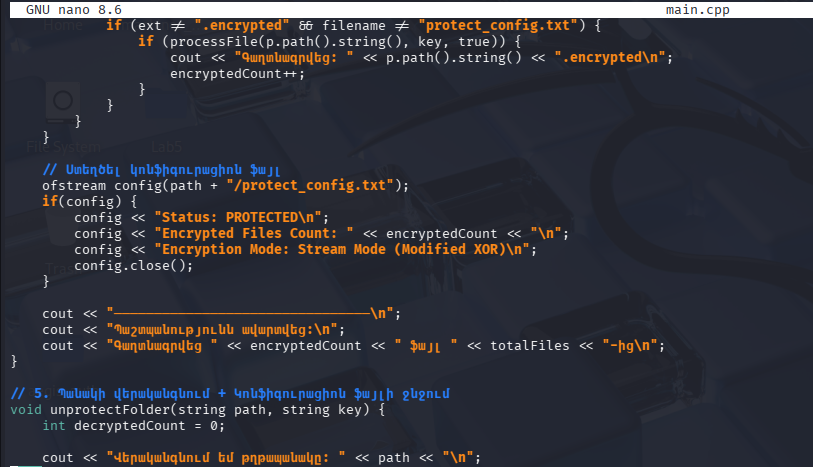 GNU nano 8.6 main.cpp
if (ext ≠ ".encrypted" && filename ≠ "protect_config.txt") {
if (processFile(p.path().string(), key, true)) {
cout << "Գաղտնագրվեց: " << p.path().string() << ".encrypted\n";
encryptedCount++;
}
}
}
}
// Ստեղծել կոնֆիգուրացիոն ֆայլ
ofstream config(path + "/protect_config.txt");
if(config) {
config << "Status: PROTECTED\n";
config << "Encrypted Files Count: " << encryptedCount << "\n";
config << "Encryption Mode: Stream Mode (Modified XOR)\n";
config.close();
}
cout << "————————————————————————————————\n";
cout << "Պաշտպանությունն ավարտվեց:\n";
cout << "Գաղտնագրվեց " << encryptedCount << " ֆայլ " << totalFiles << "-ից\n";
}
// 5. Պանակի վերականգնում + Կոնֆիգուրացիոն ֆայլի ջնջում
void unprotectFolder(string path, string key) {
int decryptedCount = 0;
cout << "Վերականգնում եմ թղթապանակը: " << path << "\n";
Home
File System
Lab5